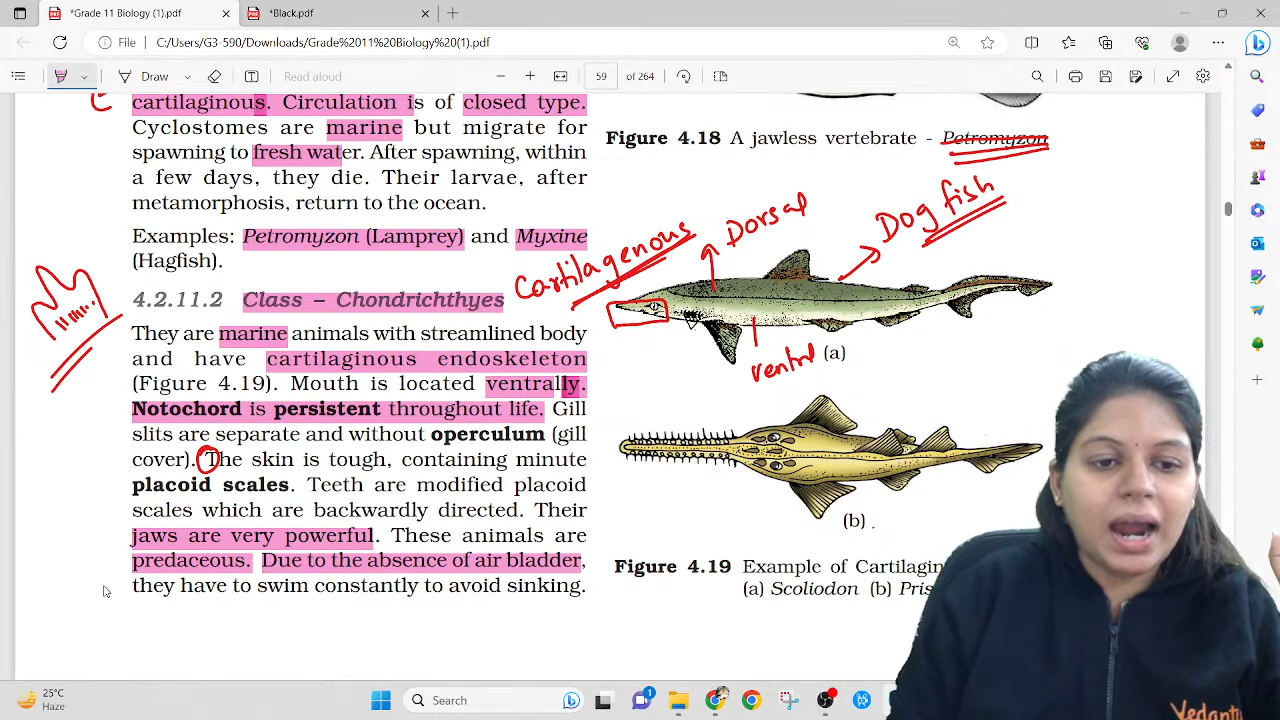 *Grade 11 Biology (1).pdf
*Black.pdf
File
C:/Users/G3-590/Downloads/Grade%2011%20Biology%20(1).pdf
Draw
Read aloud
59 of 264
cartilaginous. Circulation is of closed type.
Cyclostomes are marine but migrate for
spawning to fresh water. After spawning, within
a few days, they die. Their larvae, after
metamorphosis, return to the ocean.
Examples: Petromyzon (Lamprey) and Myxine
(Hagfish).
4.2.11.2 Class – Chondrichthyes
They are marine animals with streamlined body
and have cartilaginous endoskeleton
(Figure 4.19). Mouth is located ventrally.
Notochord is persistent throughout life. Gill
slits are separate and without operculum (gill
cover). The skin is tough, containing minute
placoid scales. Teeth are modified placoid
scales which are backwardly directed. Their
jaws are very powerful. These animals are
predaceous. Due to the absence of air bladder,
they have to swim constantly to avoid sinking.
Figure 4.18 A jawless vertebrate - Petromyzon
Cartilagenous
Dorsal
Dog fish
ventral
(a)
(b)
Figure 4.19 Example of Cartilagin
(a) Scoliodon (b) Pris
Vedant
25°C
Haze
Search
1